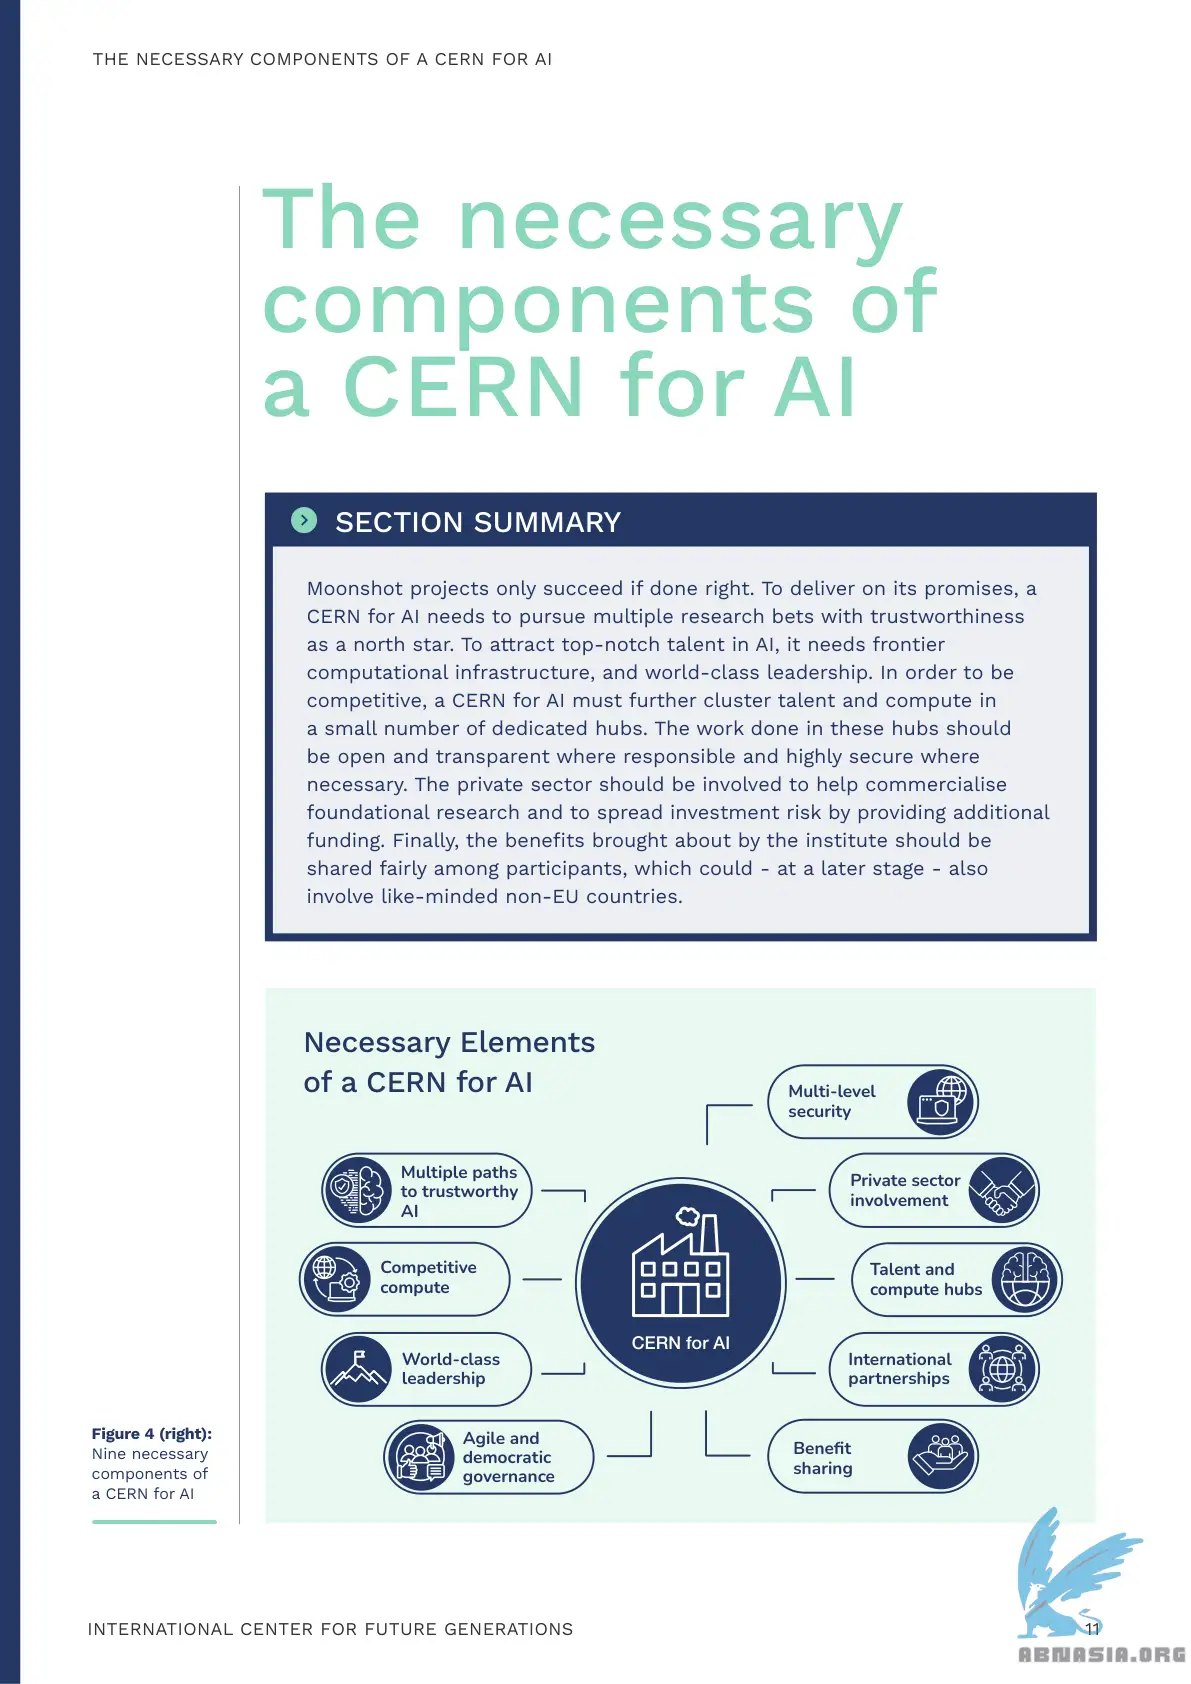 THE NECESSARY COMPONENTS OF A CERN FOR AI
The necessary
components of
a CERN for AI
SECTION SUMMARY
Moonshot projects only succeed if done right. To deliver on its promises, a
CERN for AI needs to pursue multiple research bets with trustworthiness
as a north star. To attract top-notch talent in AI, it needs frontier
computational infrastructure, and world-class leadership. In order to be
competitive, a CERN for AI must further cluster talent and compute in
a small number of dedicated hubs. The work done in these hubs should
be open and transparent where responsible and highly secure where
necessary. The private sector should be involved to help commercialise
foundational research and to spread investment risk by providing additional
funding. Finally, the benefits brought about by the institute should be
shared fairly among participants, which could - at a later stage - also
involve like-minded non-EU countries.
Necessary Elements
of a CERN for AI
Multi-level
security
Multiple paths
to trustworthy
AI
Private sector
involvement
Competitive
compute
Talent and
compute hubs
CERN for AI
World-class
leadership
International
partnerships
Agile and
democratic
governance
Benefit
sharing
Figure 4 (right):
Nine necessary
components of
a CERN for AI
INTERNATIONAL CENTER FOR FUTURE GENERATIONS
11
ABNASIA.ORG